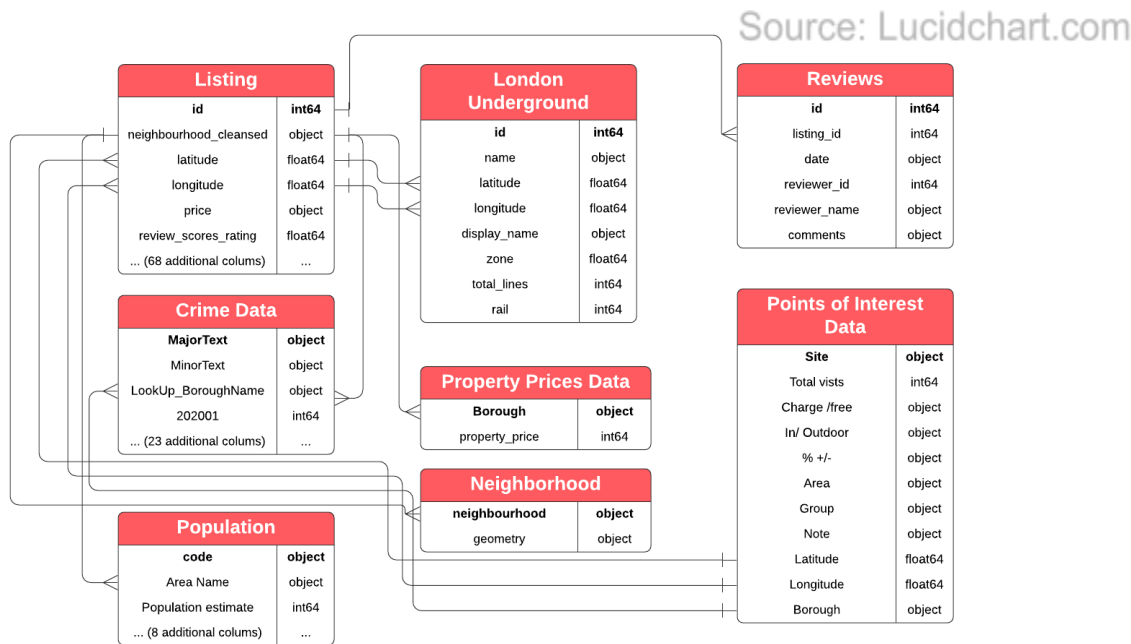 Source: Lucidchart.com
Listing
id int64
neighbourhood_cleansed object
latitude float64
longitude float64
price object
review_scores_rating float64
... (68 additional colums) ...
London
Underground
id int64
name object
latitude float64
longitude float64
display_name object
zone float64
total_lines int64
rail int64
Reviews
id int64
listing_id int64
date object
reviewer_id int64
reviewer_name object
comments object
Crime Data
MajorText object
MinorText object
LookUp_BoroughName object
202001 int64
... (23 additional colums) ...
Property Prices Data
Borough object
property_price int64
Neighborhood
neighbourhood object
geometry object
Points of Interest
Data
Site object
Total vists int64
Charge /free object
In/ Outdoor object
% +/- object
Area object
Group object
Note object
Latitude float64
Longitude float64
Borough object
Population
code object
Area Name object
Population estimate int64
... (8 additional colums) ...